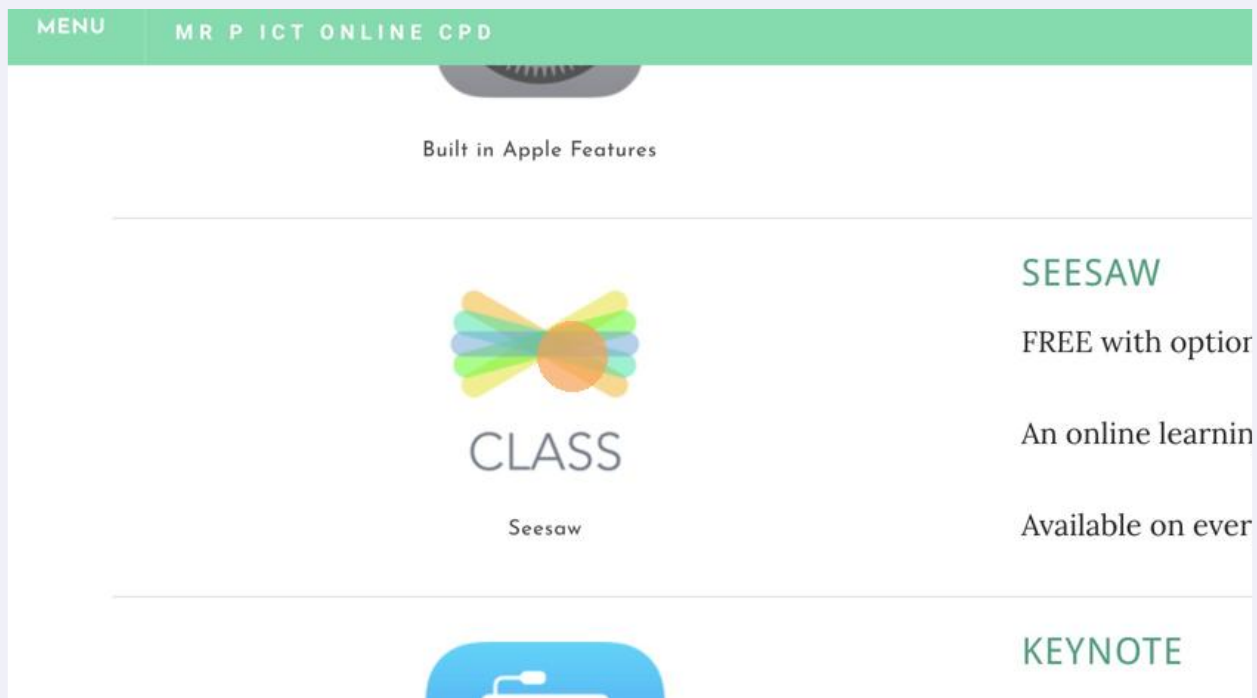 MENU
MR P ICT ONLINE CPD
Built in Apple Features
CLASS
Seesaw
SEESAW
FREE with option
An online learnin
Available on ever
KEYNOTE